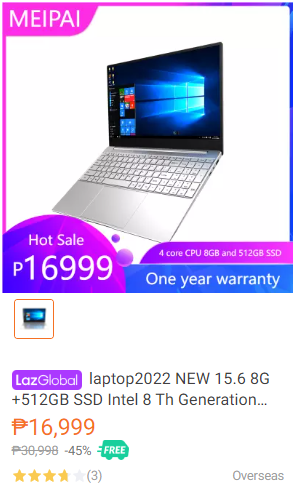 MEIPAI
Hot Sale
₱16999
4 core CPU 8GB and 512GB SSD
One year warranty
LazGlobal laptop2022 NEW 15.6 8G
+512GB SSD Intel 8 Th Generation...
₱16,999
₱30,998 -45% FREE
(3) Overseas